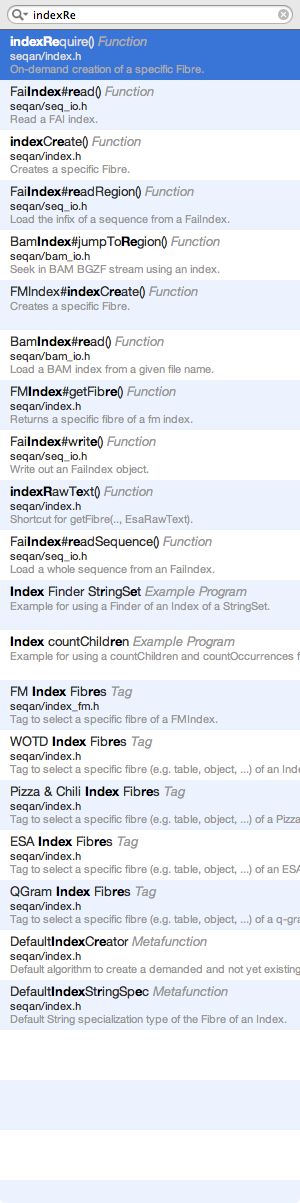 indexRe
indexRequire() Function
seqan/index.h
On-demand creation of a specific Fibre.
FaiIndex#read() Function
seqan/seq_io.h
Read a FAI index.
indexCreate() Function
seqan/index.h
Creates a specific Fibre.
FaiIndex#readRegion() Function
seqan/seq_io.h
Load the infix of a sequence from a FaiIndex.
BamIndex#jumpToRegion() Function
seqan/bam_io.h
Seek in BAM BGZF stream using an index.
FMIndex#indexCreate() Function
Creates a specific Fibre.
BamIndex#read() Function
seqan/bam_io.h
Load a BAM index from a given file name.
FMIndex#getFibre() Function
seqan/index.h
Returns a specific fibre of a fm index.
FaiIndex#write() Function
seqan/seq_io.h
Write out an FaiIndex object.
indexRawText() Function
seqan/index.h
Shortcut for getFibre(.., EsaRawText).
FaiIndex#readSequence() Function
seqan/seq_io.h
Load a whole sequence from an FaiIndex.
Index Finder StringSet Example Program
Example for using a Finder of an Index of a StringSet.
Index countChildren Example Program
Example for using a countChildren and countOccurrences f
FM Index Fibres Tag
seqan/index_fm.h
Tag to select a specific fibre of a FMIndex.
WOTD Index Fibres Tag
seqan/index.h
Tag to select a specific fibre (e.g. table, object, ...) of an Inde
Pizza & Chili Index Fibres Tag
seqan/index.h
Tag to select a specific fibre (e.g. table, object, ...) of a Pizza
ESA Index Fibres Tag
seqan/index.h
Tag to select a specific fibre (e.g. table, object, ...) of an ESA
QGram Index Fibres Tag
seqan/index.h
Tag to select a specific fibre (e.g. table, object, ...) of a q-gra
DefaultIndexCreator Metafunction
seqan/index.h
Default algorithm to create a demanded and not yet existing
DefaultIndexStringSpec Metafunction
seqan/index.h
Default String specialization type of the Fibre of an Index.